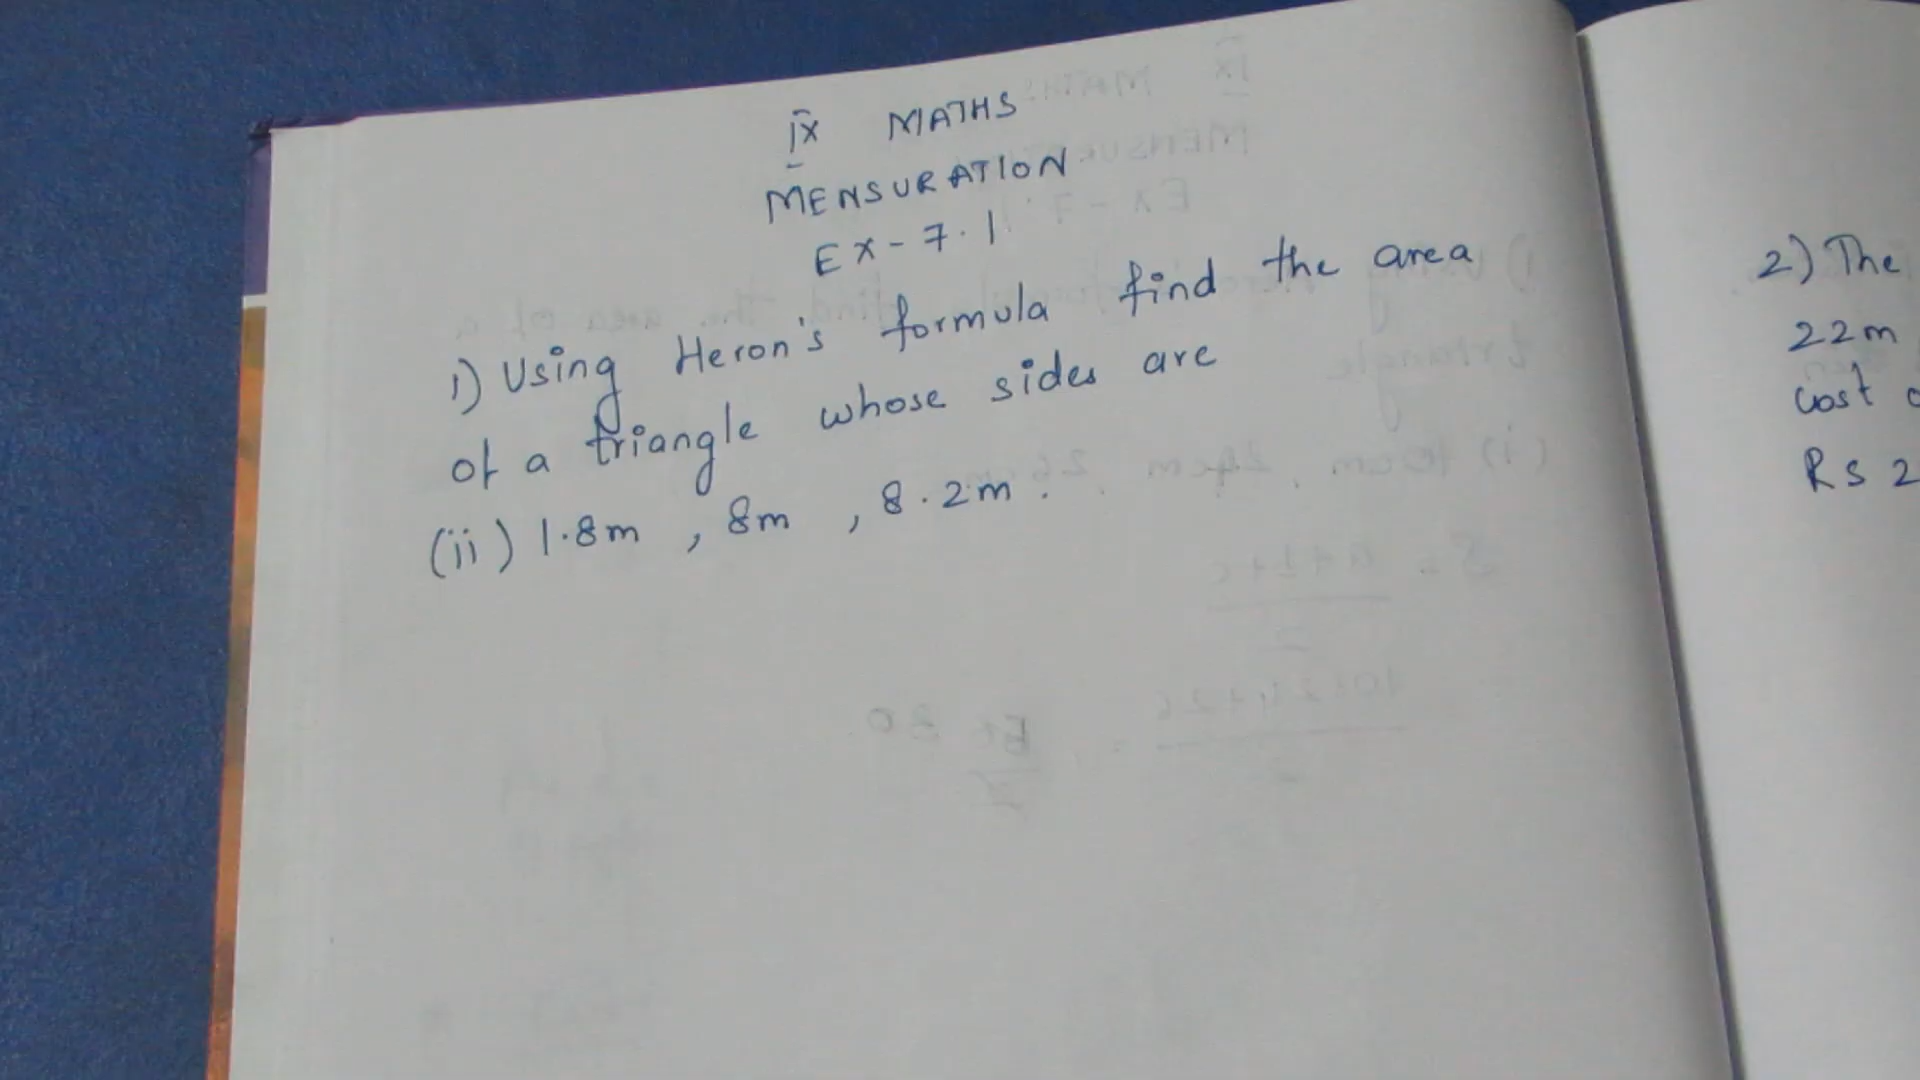 IX MATHS
MENSURATION
Ex-7.1
1) Using Heron's formula find the area
of a triangle whose sides are
(ii) 1.8m, 8m, 8.2m.
2) The
22m
cost
Rs 2